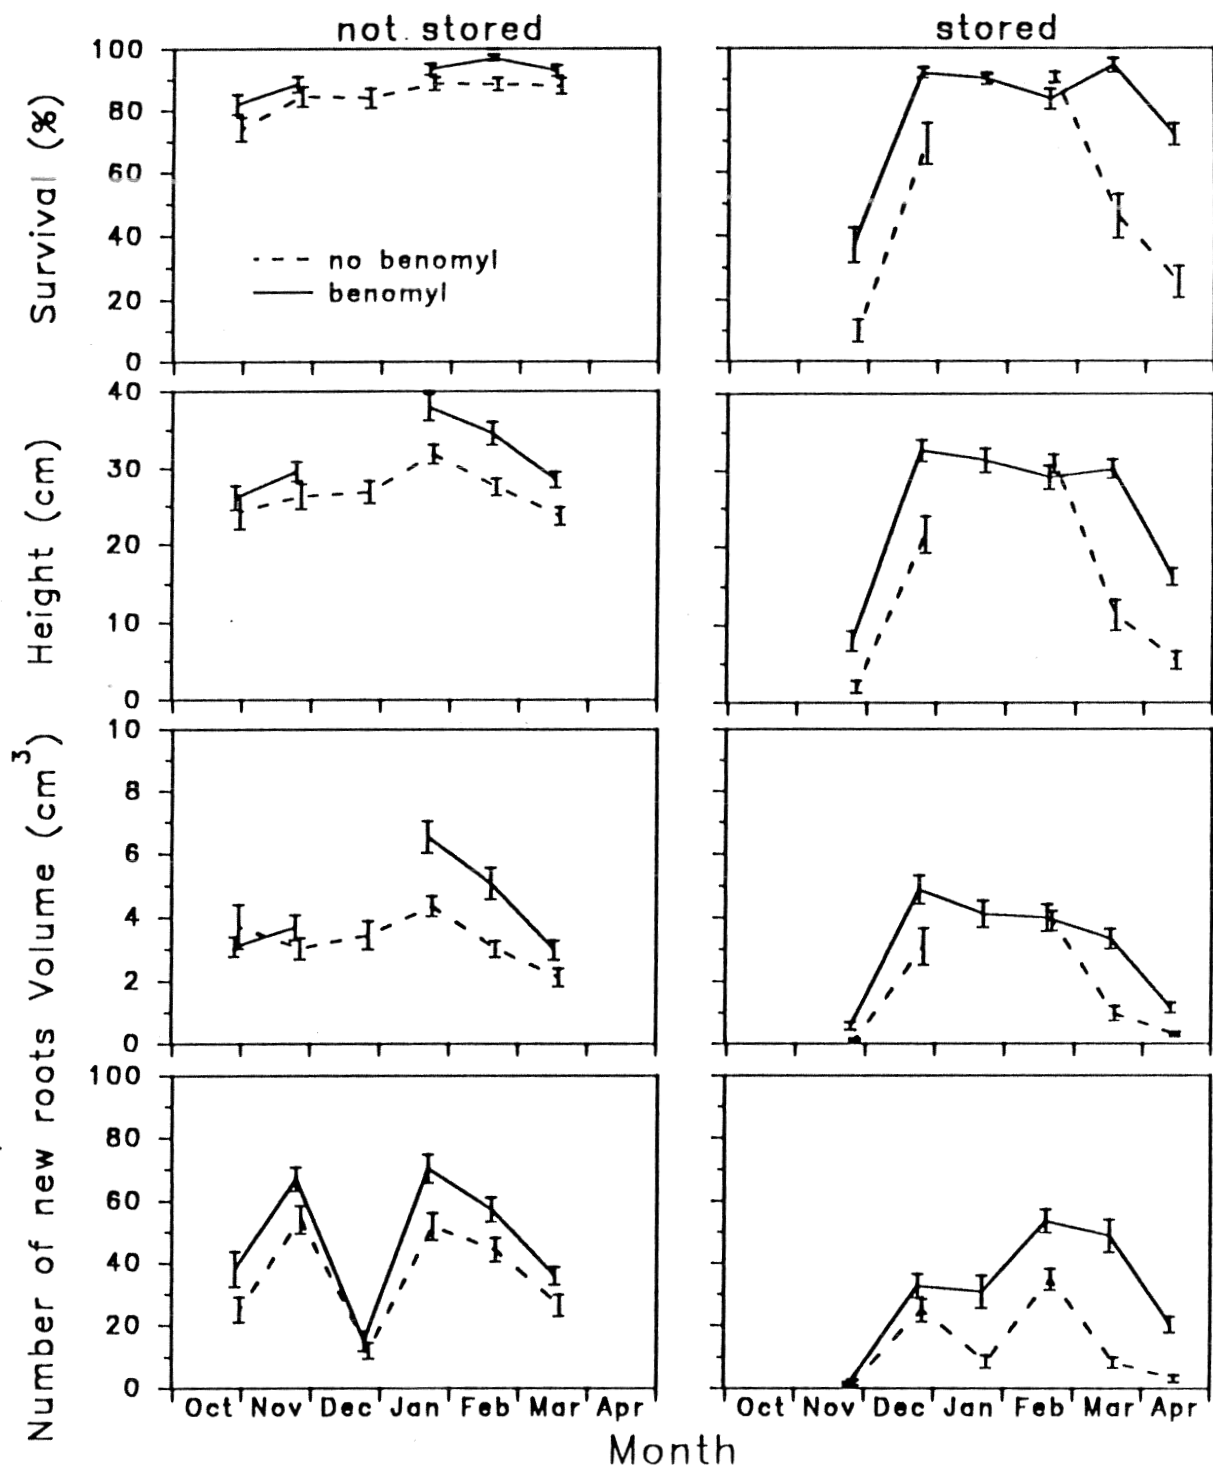 not stored
stored
Survival (%)
100
80
60
40
20
0
no benomyl
benomyl
Height (cm)
40
30
20
10
0
Volume (cm³)
10
8
6
4
2
0
Number of new roots
100
80
60
40
20
0
Oct Nov Dec Jan Feb Mar Apr
Oct Nov Dec Jan Feb Mar Apr
Month